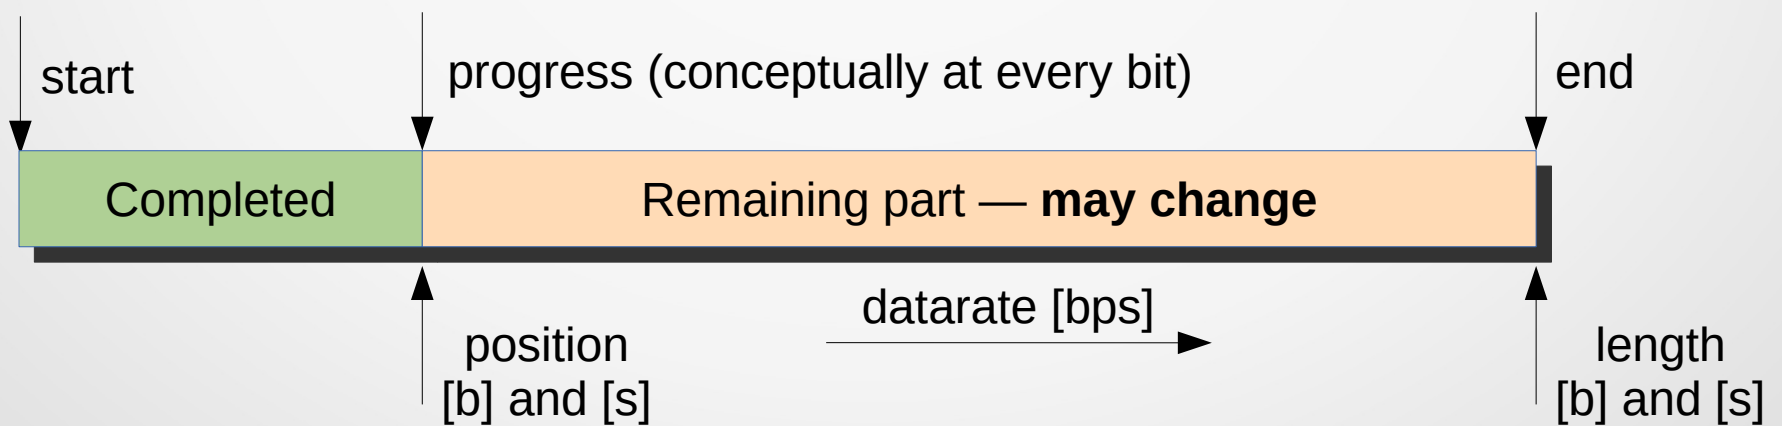 start
progress (conceptually at every bit)
end
Completed
Remaining part — may change
datarate [bps]
position
[b] and [s]
length
[b] and [s]